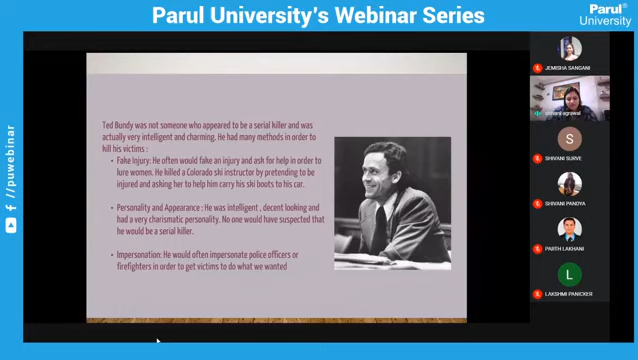 Parul University's Webinar Series
Parul®
University
f /puwebinar
Ted Bundy was not someone who appeared to be a serial killer and was
actually very intelligent and charming. He had many methods in order to
kill his victims :
• Fake Injury: He often would fake an injury and ask for help in order to
lure women. He killed a Colorado ski instructor by pretending to be
injured and asking her to help him carry his ski boots to his car.
• Personality and Appearance : He was intelligent , decent looking and
had a very charismatic personality. No one would have suspected that
he would be a serial killer.
• Impersonation: He would often impersonate police officers or
firefighters in order to get victims to do what we wanted
JEMISHA SANGANI
shivani agrawal
S
SHIVANI SURVE
SHIVANI PANDYA
PARTH LAKHANI
L
LAKSHMI PANICKER